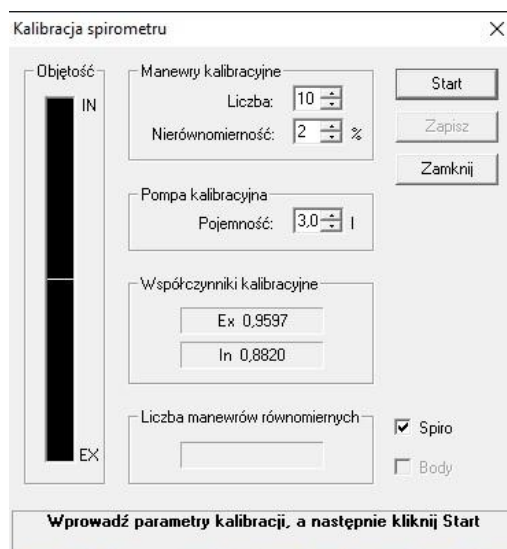 Kalibracja spirometru
Objętość
IN
EX
Manewry kalibracyjne
Liczba: 10
Nierównomierność: 2 %
Pompa kalibracyjna
Pojemność: 3,0 l
Współczynniki kalibracyjne
Ex 0,9597
In 0,8820
Liczba manewrów równomiernych
Start
Zapisz
Zamknij
Spiro
Body
Wprowadź parametry kalibracji, a następnie kliknij Start